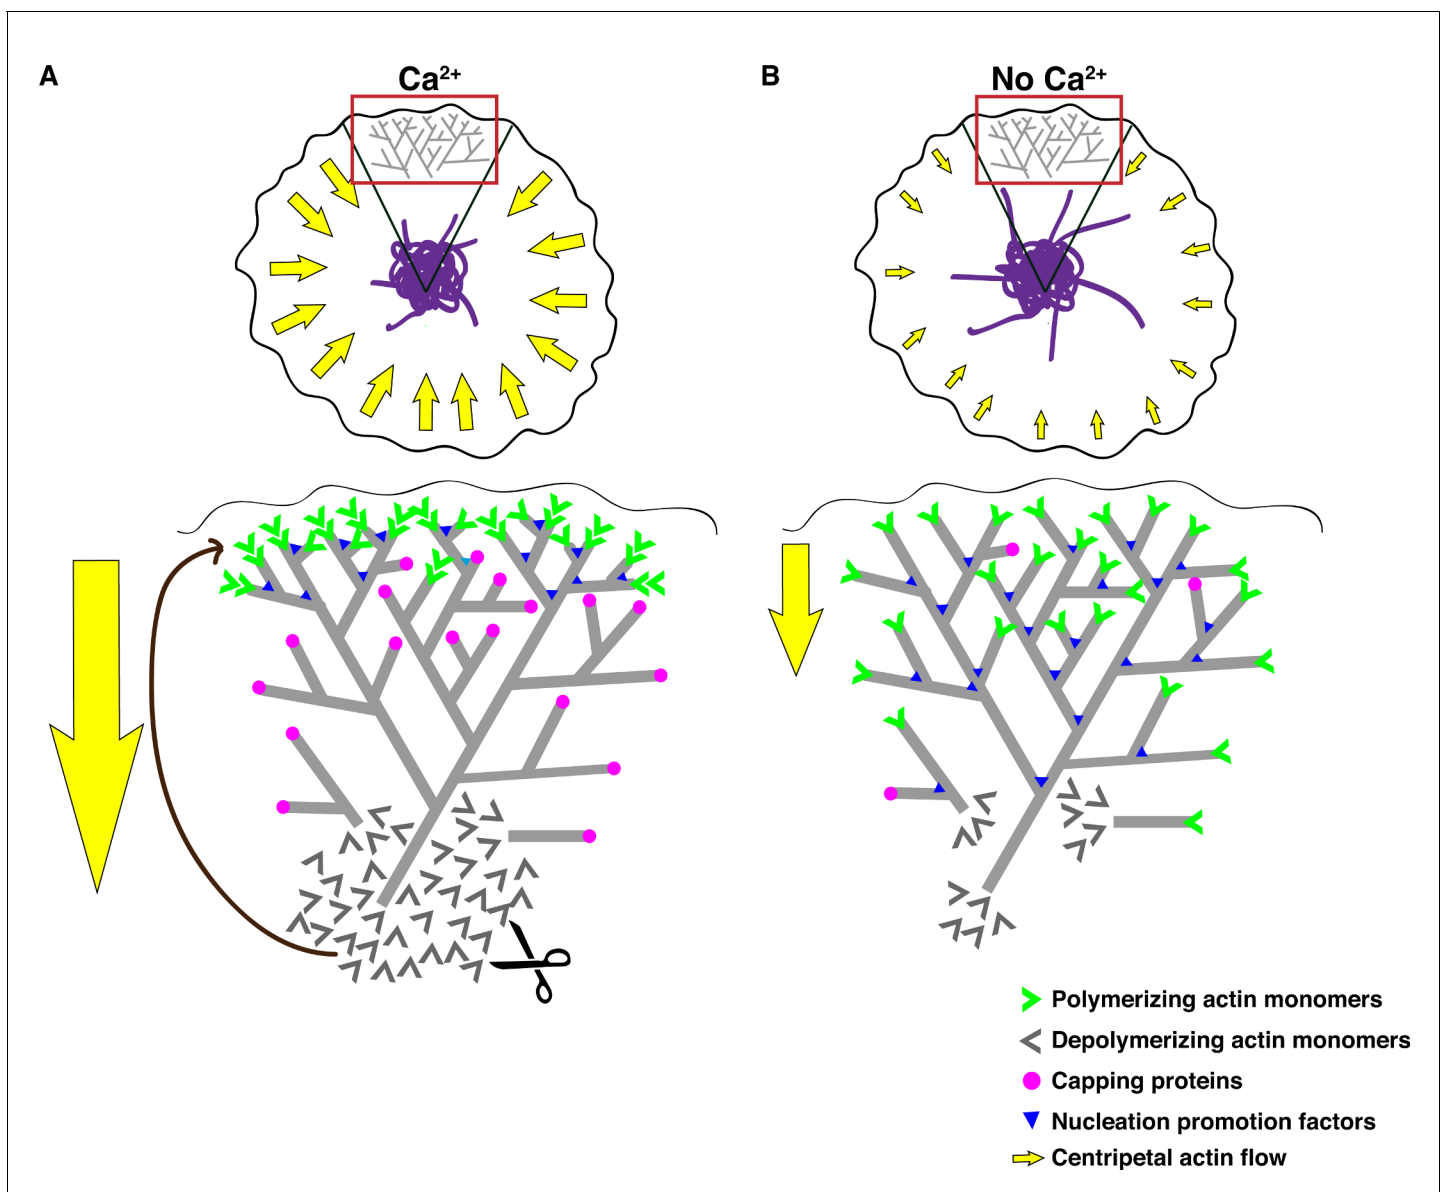 A
Ca²⁺
B
No Ca²⁺
Polymerizing actin monomers
Depolymerizing actin monomers
Capping proteins
Nucleation promotion factors
Centripetal actin flow